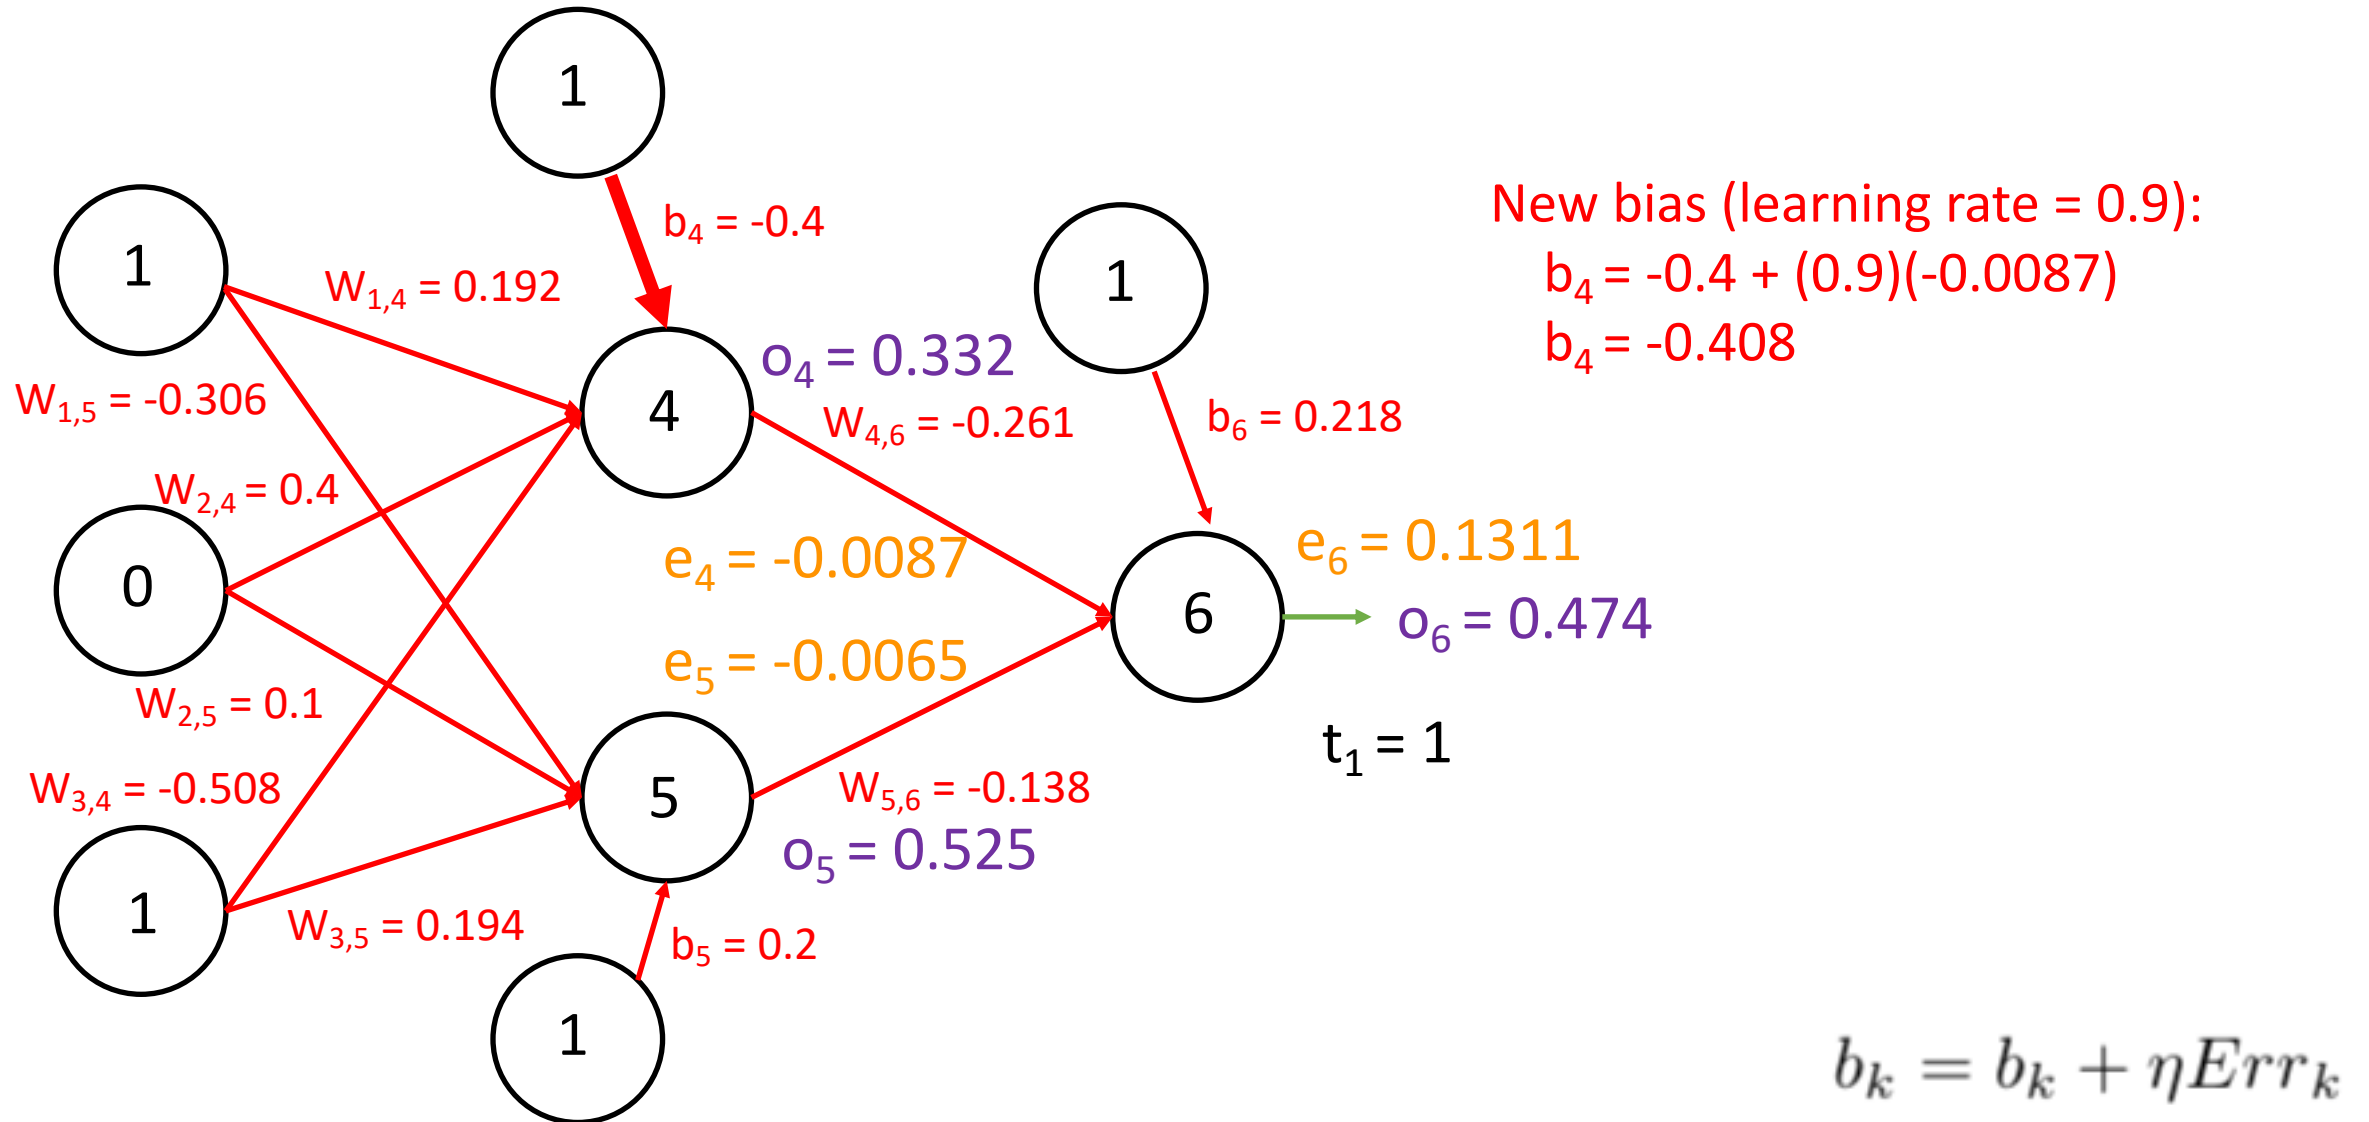 1
b₄ = -0.4
New bias (learning rate = 0.9):
b₄ = -0.4 + (0.9)(-0.0087)
b₄ = -0.408
1
W₁,₄ = 0.192
1
o₄ = 0.332
W₁,₅ = -0.306
4
W₄,₆ = -0.261
b₆ = 0.218
W₂,₄ = 0.4
0
e₄ = -0.0087
e₆ = 0.1311
6
o₆ = 0.474
e₅ = -0.0065
W₂,₅ = 0.1
t₁ = 1
W₃,₄ = -0.508
5
W₅,₆ = -0.138
o₅ = 0.525
1
W₃,₅ = 0.194
b₅ = 0.2
1
bₖ = bₖ + ηErrₖ